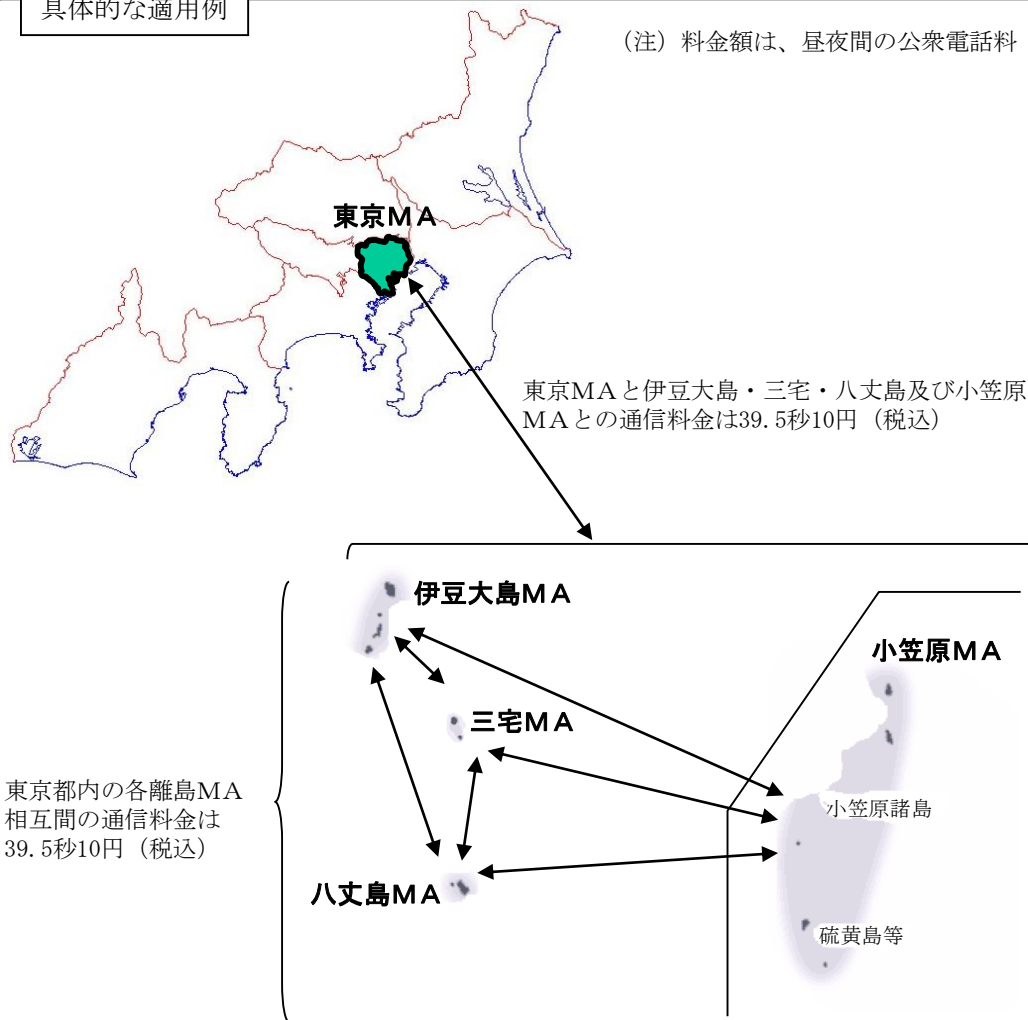 具体的な適用例
（注）料金額は、昼夜間の公衆電話料
東京ＭＡ
東京ＭＡと伊豆大島・三宅・八丈島及び小笠原
ＭＡとの通信料金は39.5秒10円（税込）
伊豆大島ＭＡ
小笠原ＭＡ
三宅ＭＡ
東京都内の各離島ＭＡ
相互間の通信料金は
39.5秒10円（税込）
小笠原諸島
八丈島ＭＡ
硫黄島等